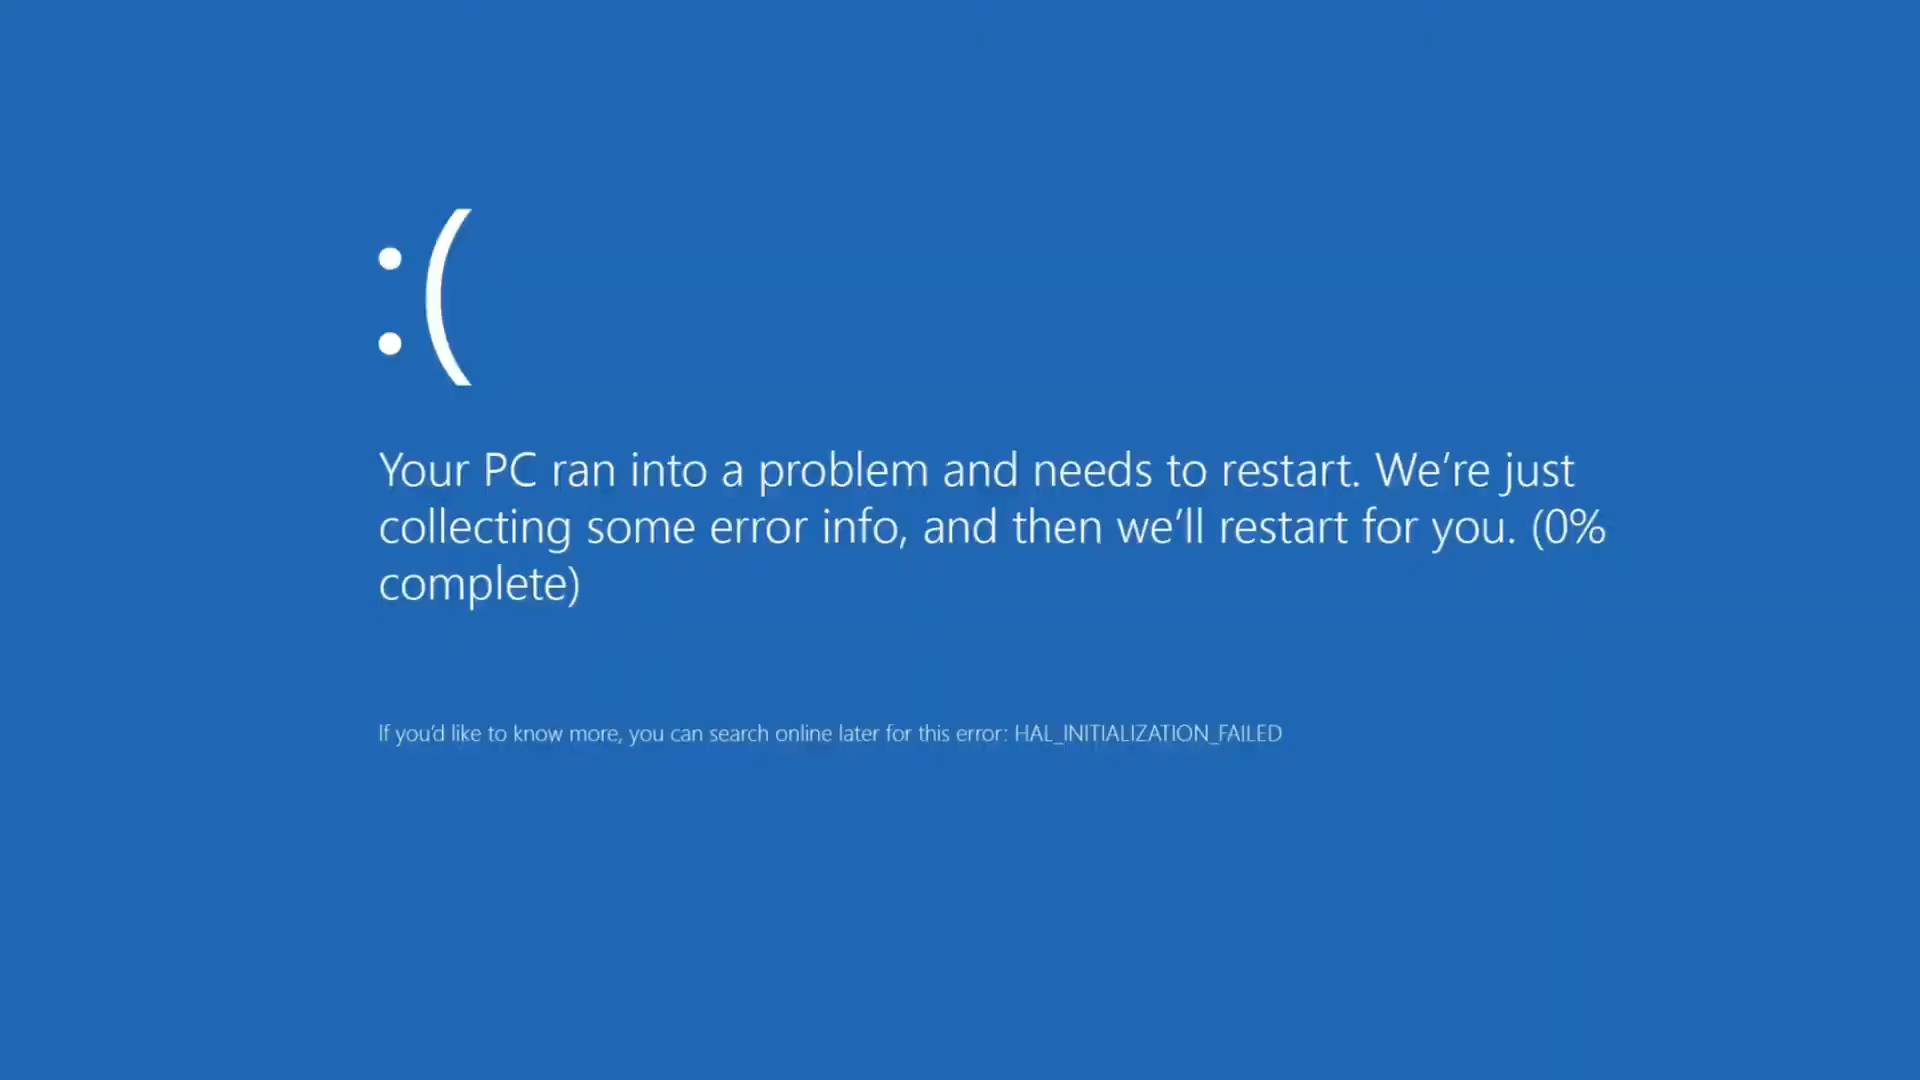 :(
Your PC ran into a problem and needs to restart. We’re just
collecting some error info, and then we’ll restart for you. (0%
complete)
If you’d like to know more, you can search online later for this error: HAL_INITIALIZATION_FAILED